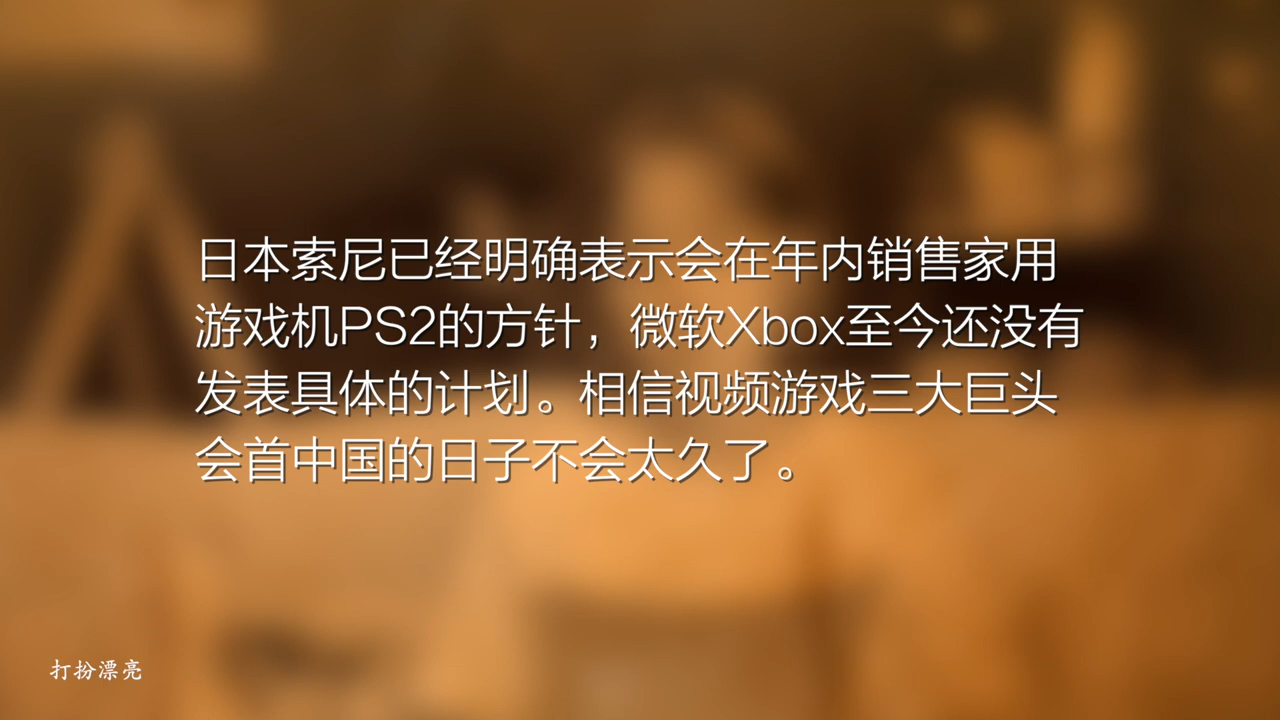 日本索尼已经明确表示会在年内销售家用
游戏机PS2的方针，微软Xbox至今还没有
发表具体的计划。相信视频游戏三大巨头
会首中国的日子不会太久了。
打扮漂亮